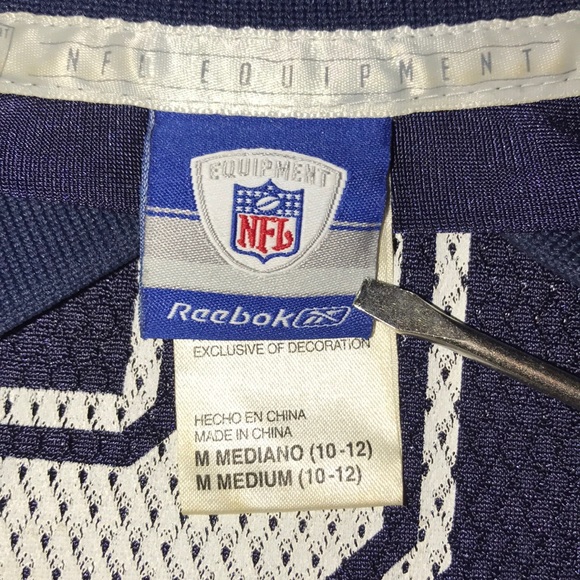 NFL EQUIPMENT
EQUIPMENT
NFL
Reebok
EXCLUSIVE OF DECORATION
HECHO EN CHINA
MADE IN CHINA
M MEDIANO (10-12)
M MEDIUM (10-12)